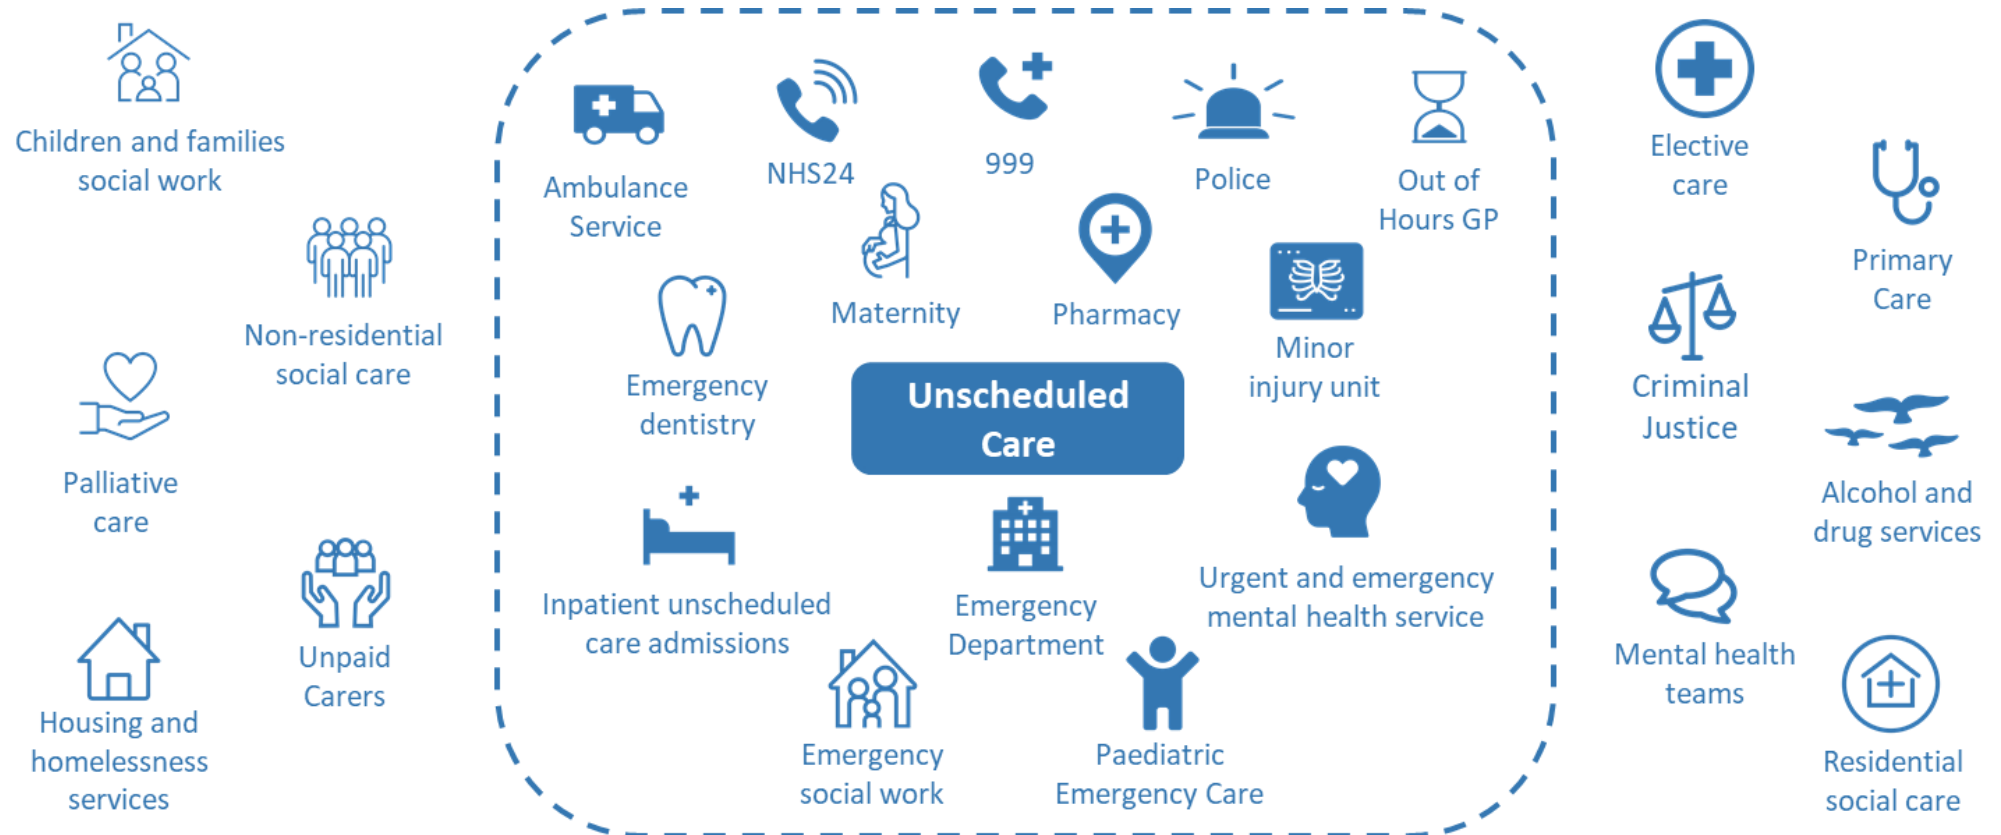 Children and families
social work
Non-residential
social care
Palliative
care
Unpaid
Carers
Housing and
homelessness
services
Ambulance
Service
NHS24
999
Police
Out of
Hours GP
Maternity
Pharmacy
Emergency
dentistry
Minor
injury unit
Unscheduled
Care
Inpatient unscheduled
care admissions
Emergency
Department
Urgent and emergency
mental health service
Emergency
social work
Paediatric
Emergency Care
Elective
care
Primary
Care
Criminal
Justice
Alcohol and
drug services
Mental health
teams
Residential
social care